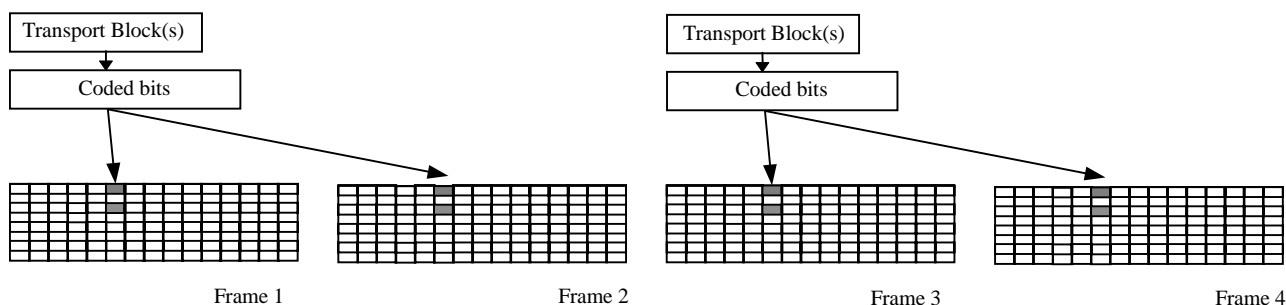 Transport Block(s)
Transport Block(s)
Coded bits
Coded bits
Frame 1
Frame 2
Frame 3
Frame 4